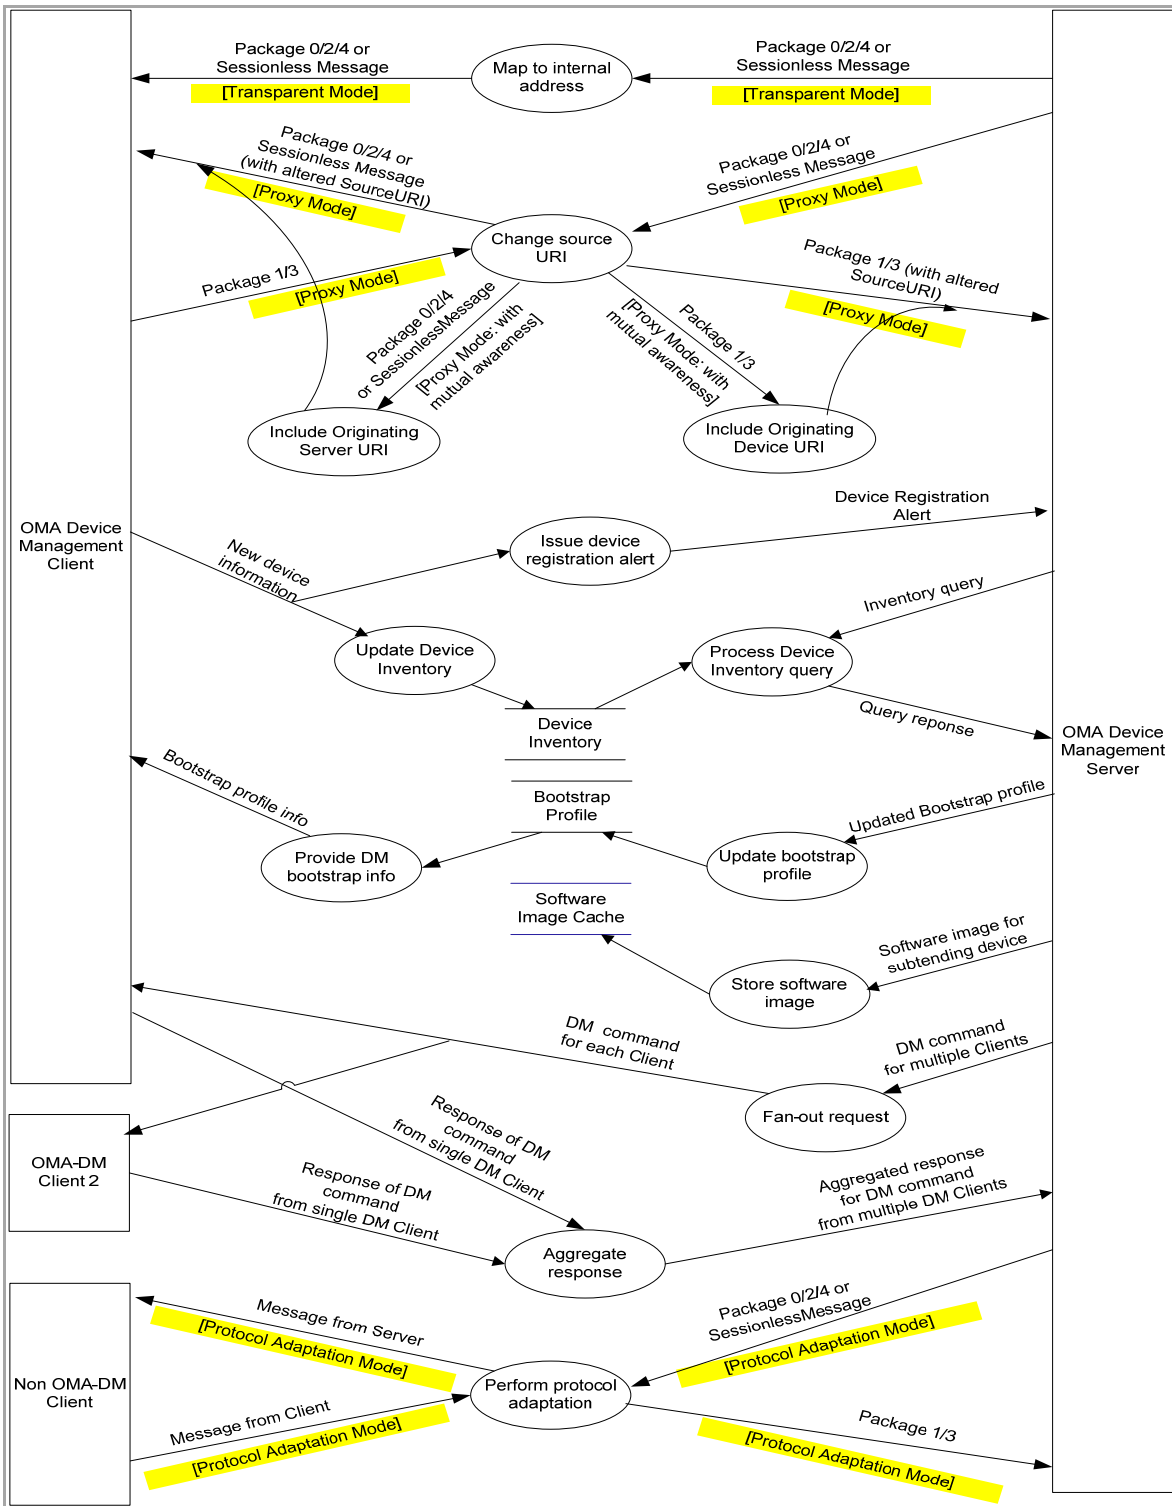 Package 0/2/4 or
Sessionless Message
[Transparent Mode]
Map to internal
address
Package 0/2/4 or
Sessionless Message
[Transparent Mode]
Package 0/2/4 or
Sessionless Message
(with altered SourceURI)
[Proxy Mode]
Package 0/2/4 or
Sessionless Message
[Proxy Mode]
Change source
URI
Package 1/3
[Proxy Mode]
Package 1/3 (with altered
SourceURI)
[Proxy Mode]
Package 0/2/4
or SessionlessMessage
[Proxy Mode: with
mutual awareness]
Package 1/3
[Proxy Mode: with
mutual awareness]
Include Originating
Server URI
Include Originating
Device URI
OMA Device
Management
Client
New device
information
Issue device
registration alert
Device Registration
Alert
Inventory query
Update Device
Inventory
Process Device
Inventory query
Query reponse
Device
Inventory
OMA Device
Management
Server
Bootstrap profile info
Bootstrap
Profile
Updated Bootstrap profile
Provide DM
bootstrap info
Update bootstrap
profile
Software
Image Cache
Software image for
subtending device
Store software
image
DM command
for each Client
DM command
for multiple Clients
Fan-out request
OMA-DM
Client 2
Response of DM
command
from single DM Client
Response of DM
command
from single DM Client
Aggregated response
for DM command
from multiple DM Clients
Aggregate
response
Non OMA-DM
Client
Message from Server
[Protocol Adaptation Mode]
Package 0/2/4 or
SessionlessMessage
[Protocol Adaptation Mode]
Perform protocol
adaptation
Message from Client
[Protocol Adaptation Mode]
Package 1/3
[Protocol Adaptation Mode]